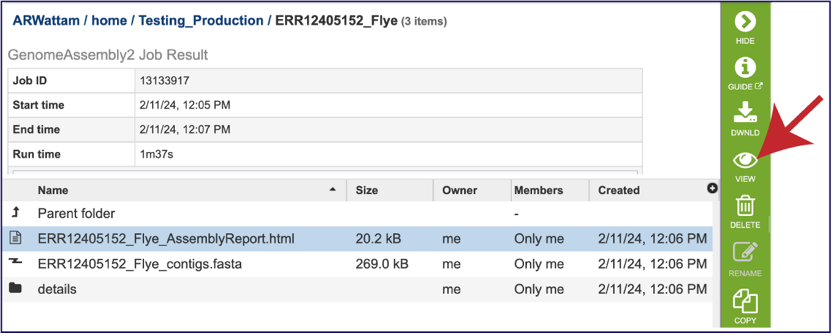 ARWattam / home / Testing_Production / ERR12405152_Flye (3 items)
GenomeAssembly2 Job Result
Job ID 13133917
Start time 2/11/24, 12:05 PM
End time 2/11/24, 12:07 PM
Run time 1m37s
Name Size Owner Members Created
Parent folder -
ERR12405152_Flye_AssemblyReport.html 20.2 kB me Only me 2/11/24, 12:06 PM
ERR12405152_Flye_contigs.fasta 269.0 kB me Only me 2/11/24, 12:06 PM
details me Only me 2/11/24, 12:06 PM
HIDE
GUIDE
DWNLD
VIEW
DELETE
RENAME
COPY